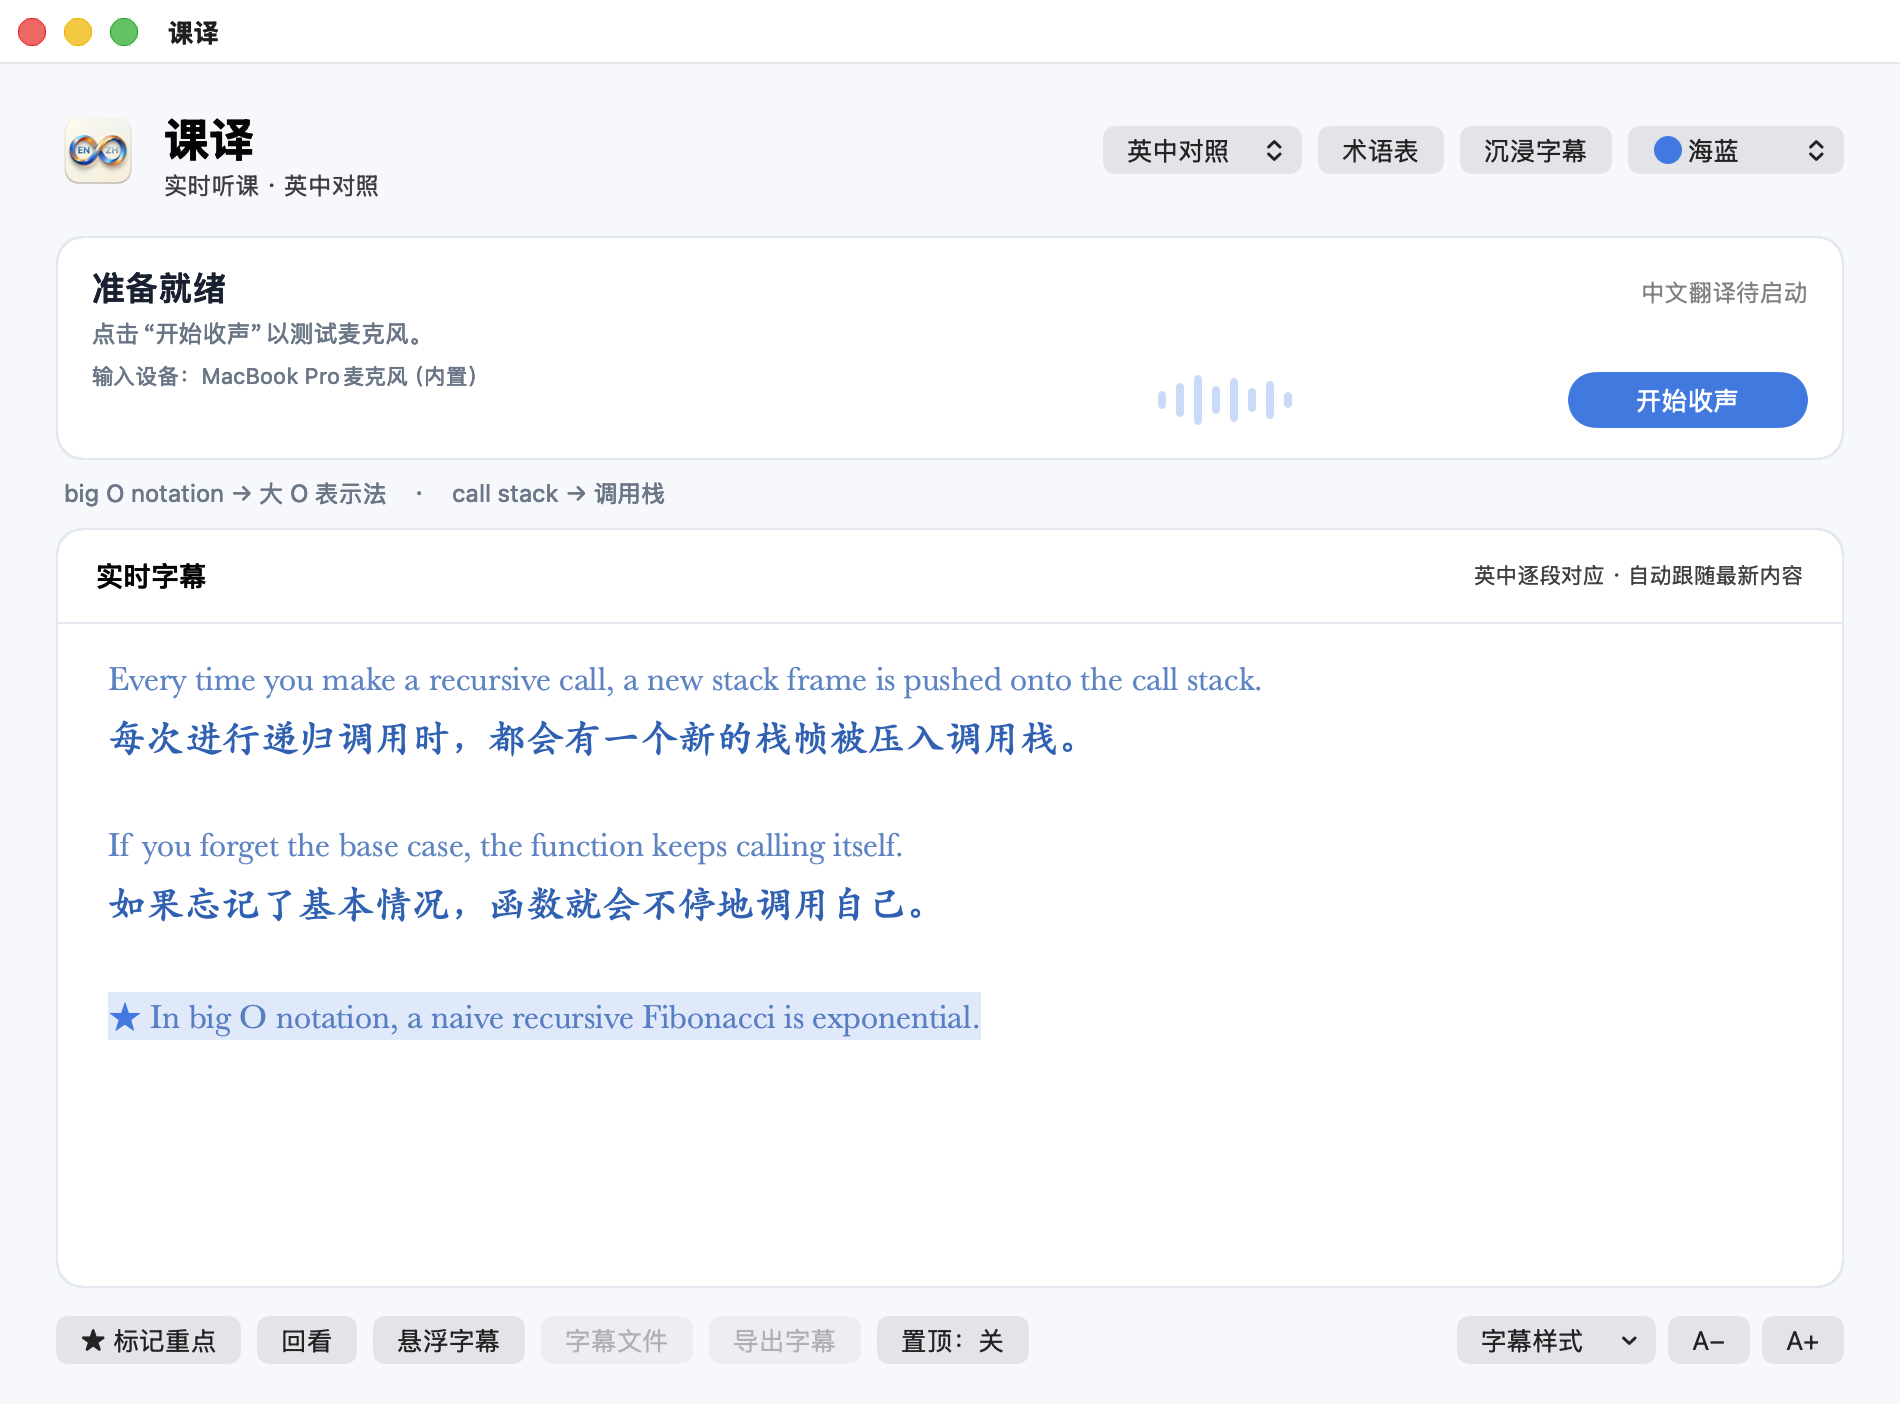 课译
EN ZH
课译
实时听课 · 英中对照
英中对照
术语表
沉浸字幕
海蓝
准备就绪
中文翻译待启动
点击“开始收声”以测试麦克风。
输入设备：MacBook Pro麦克风（内置）
开始收声
big O notation → 大 O 表示法 · call stack → 调用栈
实时字幕
英中逐段对应 · 自动跟随最新内容
Every time you make a recursive call, a new stack frame is pushed onto the call stack.
每次进行递归调用时，都会有一个新的栈帧被压入调用栈。
If you forget the base case, the function keeps calling itself.
如果忘记了基本情况，函数就会不停地调用自己。
★ In big O notation, a naive recursive Fibonacci is exponential.
★ 标记重点
回看
悬浮字幕
字幕文件
导出字幕
置顶：关
字幕样式
A−
A+